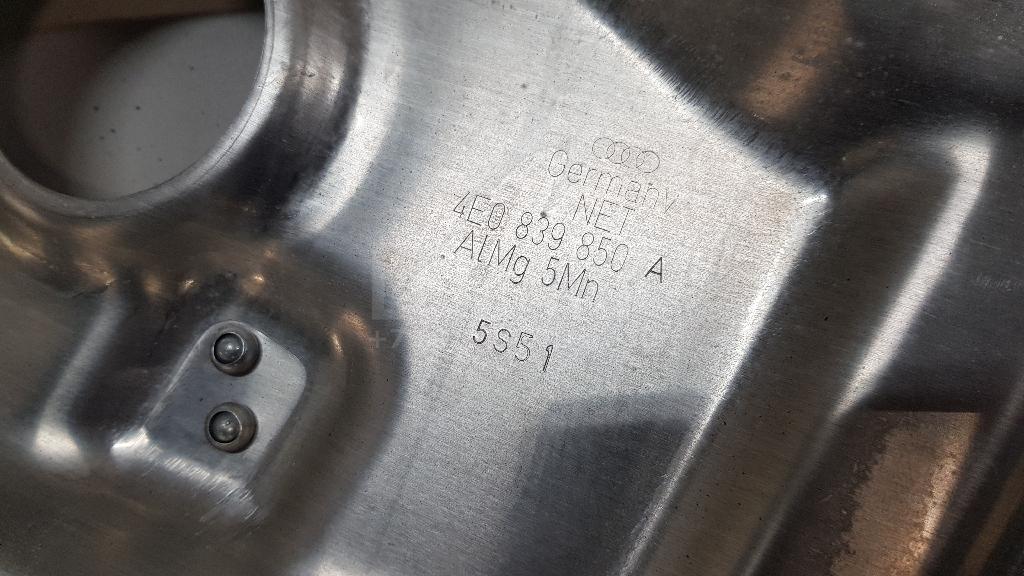 Germany
NET
4E0 839 850 A
AlMg 5Mn
5S51